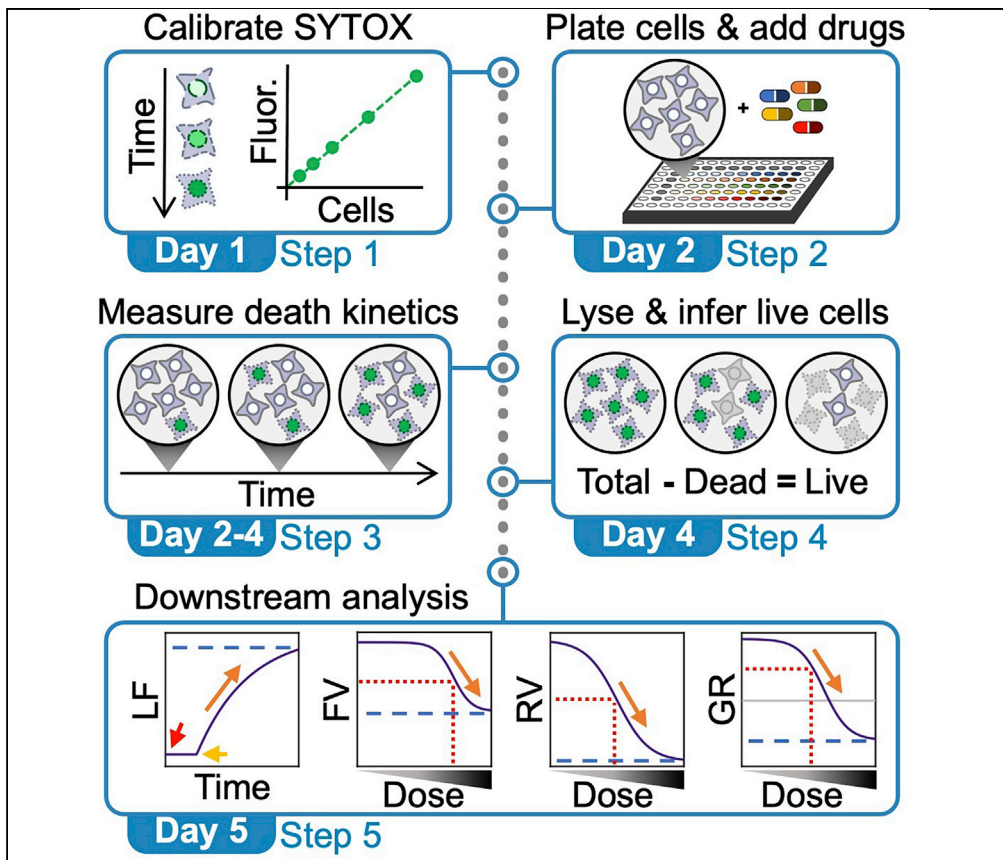 Calibrate SYTOX
Time
Fluor.
Cells
Day 1 Step 1
Plate cells & add drugs
+
Day 2 Step 2
Measure death kinetics
Time
Day 2-4 Step 3
Lyse & infer live cells
Total - Dead = Live
Day 4 Step 4
Downstream analysis
LF
Time
FV
Dose
RV
Dose
GR
Dose
Day 5 Step 5